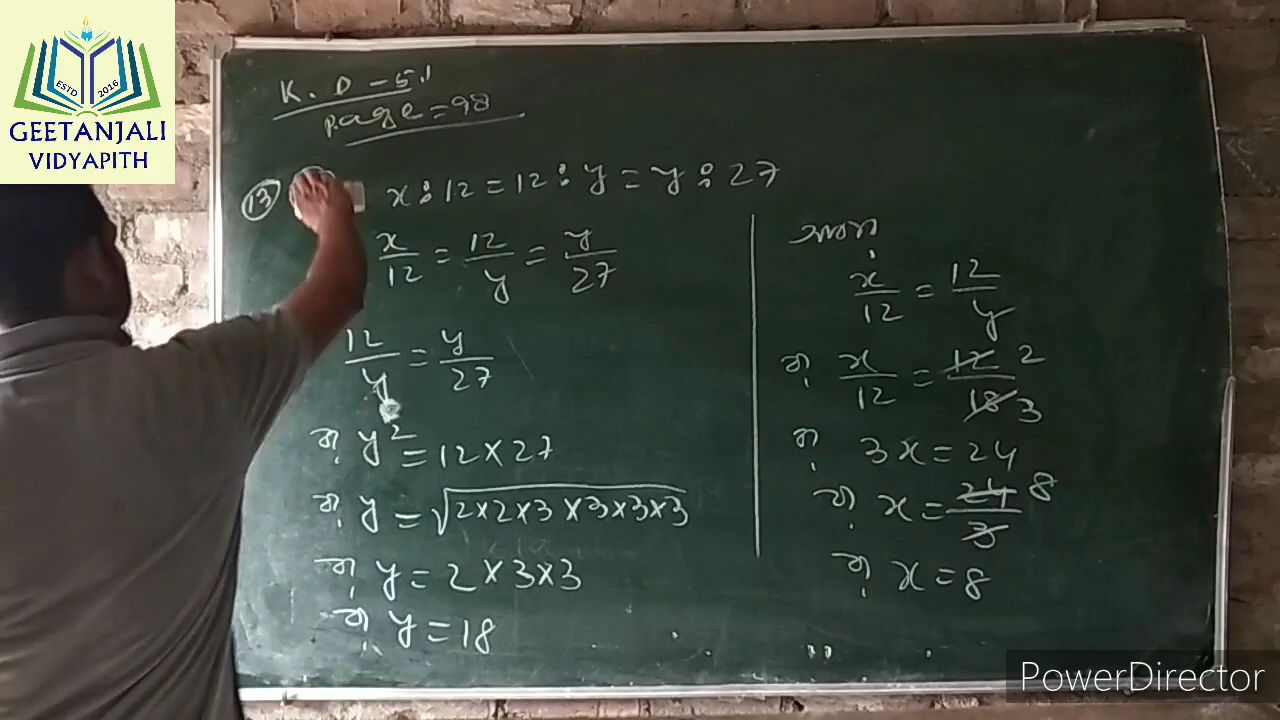 ESTD 2016
GEETANJALI
VIDYAPITH
K. D - 5.1
page = 98
13 x : 12 = 12 : y = y : 27
x/12 = 12/y = y/27
12/y = y/27
বা, y² = 12 × 27
বা, y = √2×2×3×3×3×3
বা, y = 2 × 3 × 3
বা, y = 18
x/12 = 12/y
বা, x/12 = 12/18 2 3
বা, 3x = 24
বা, x = 24/3 8
বা, x = 8
PowerDirector